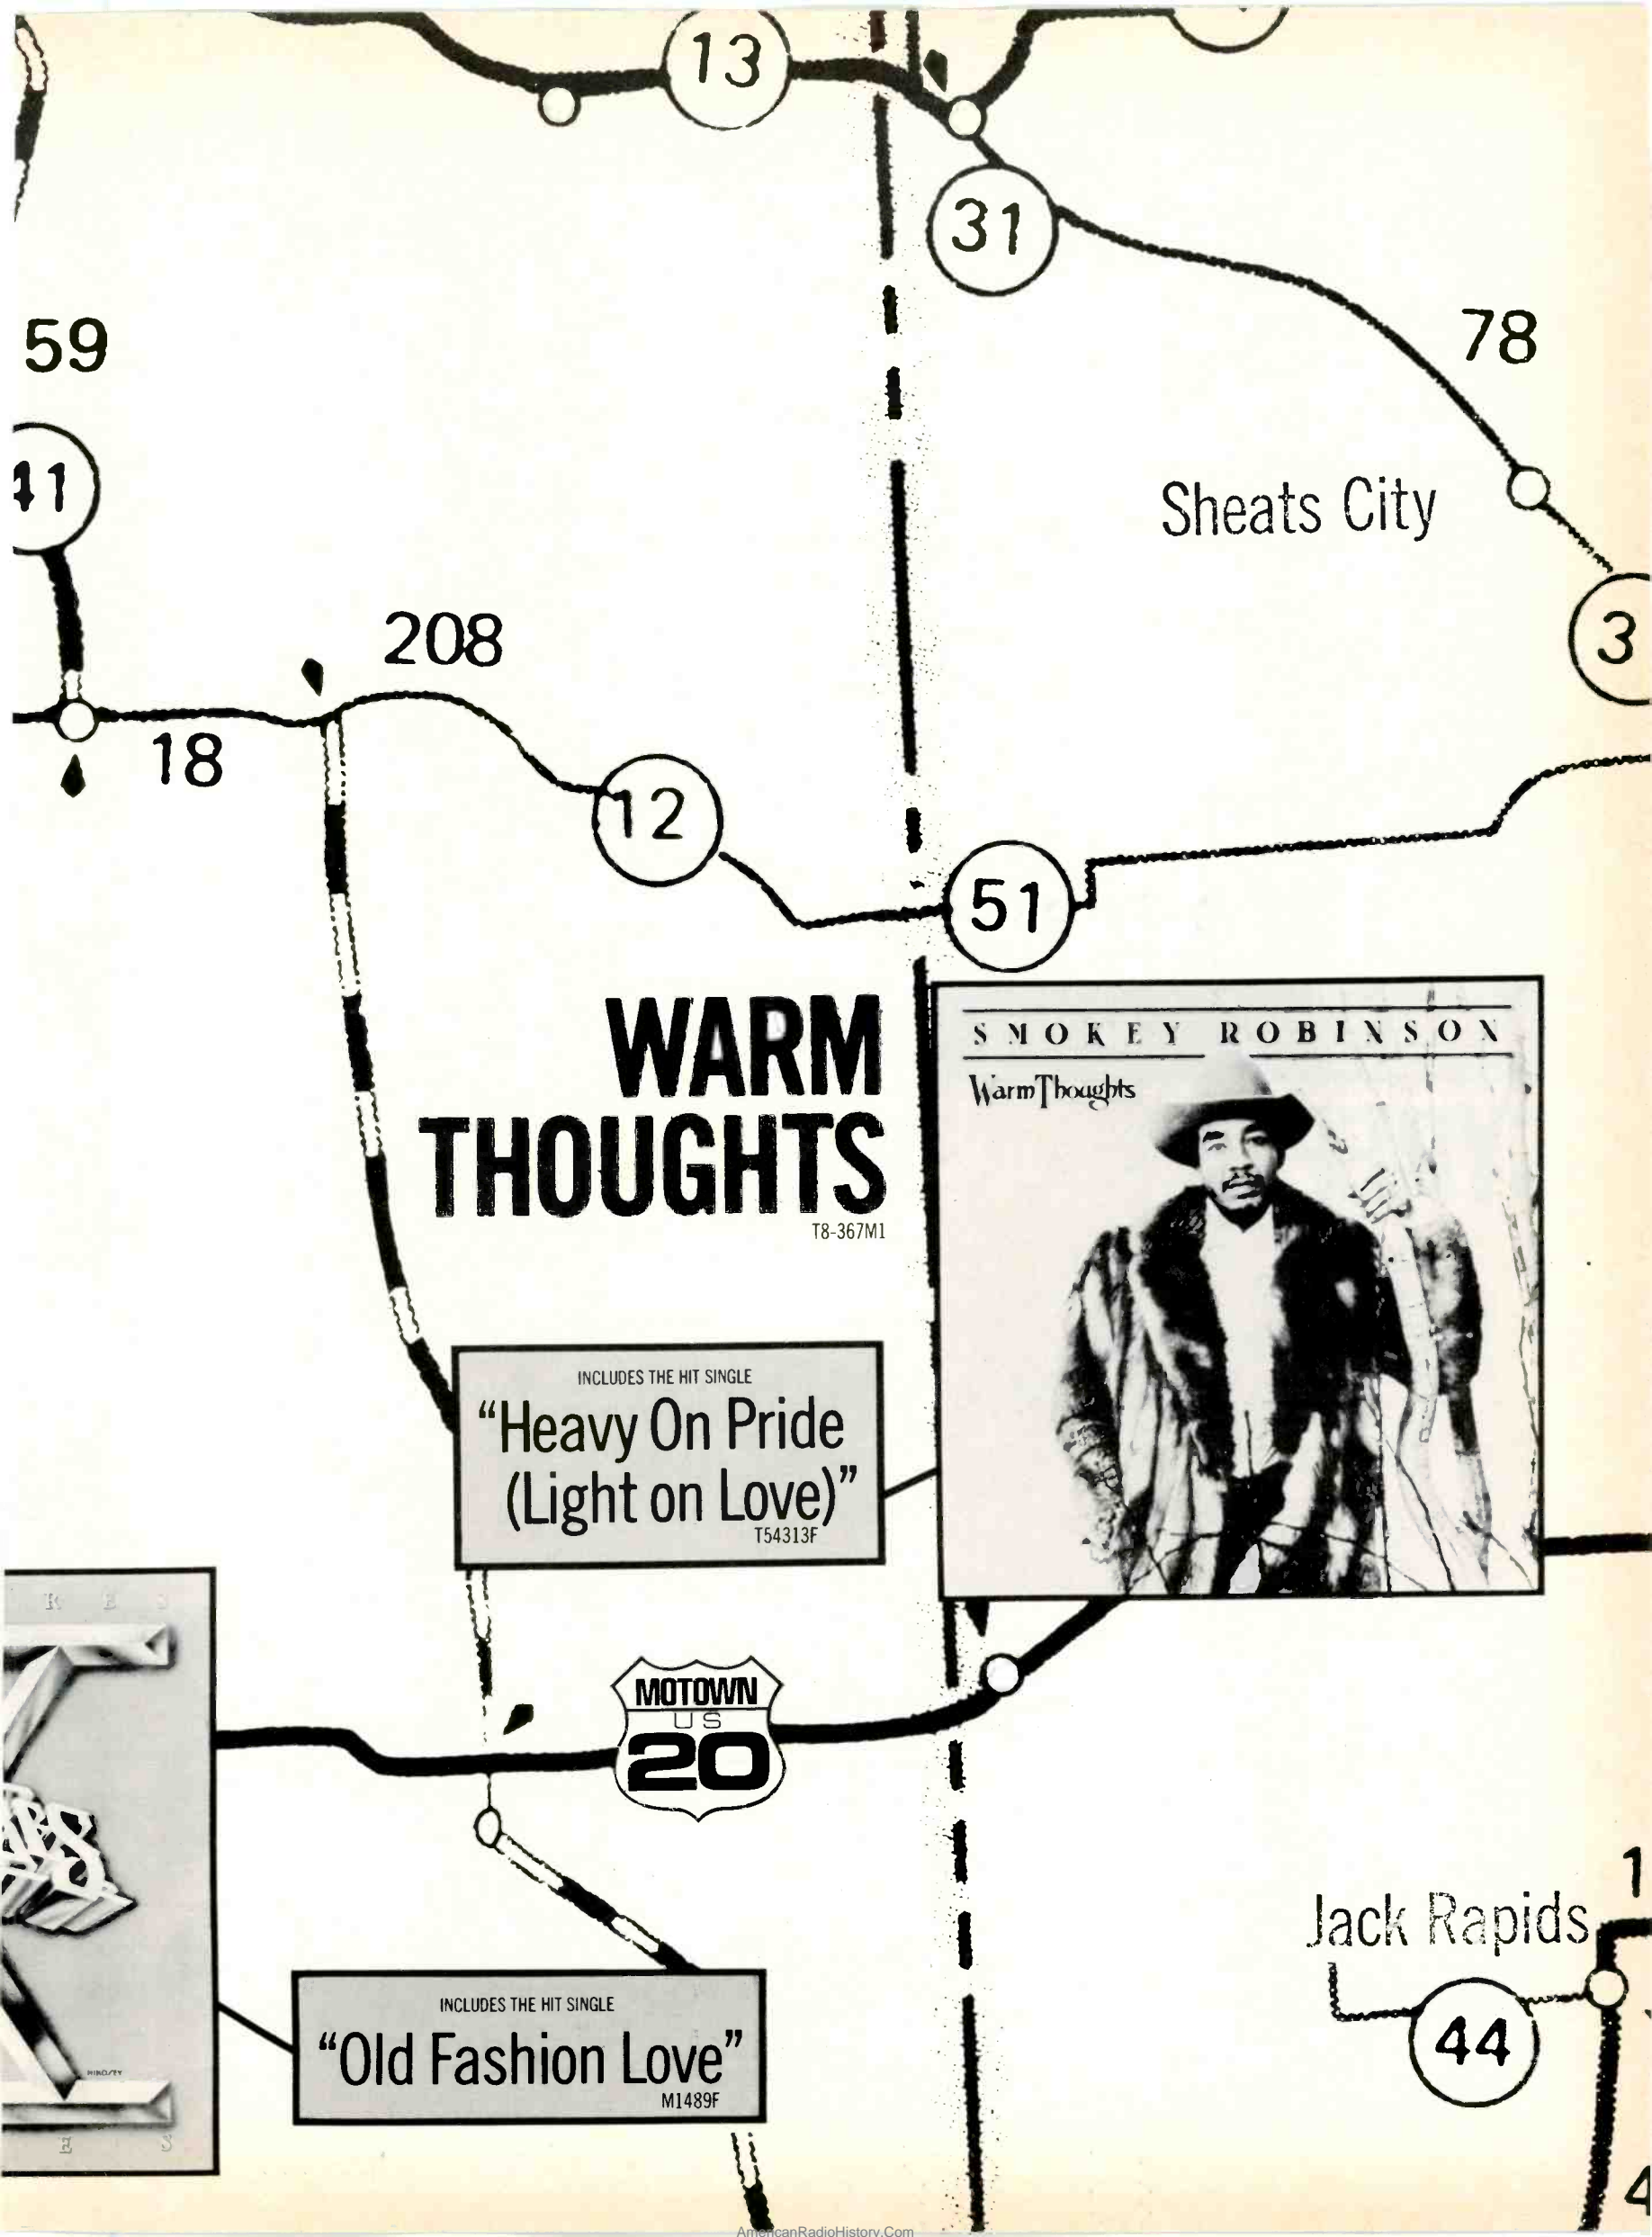 13
31
59
78
41
Sheats City
3
208
18
12
51
WARM
THOUGHTS
T8-367M1
SMOKEY ROBINSON
Warm Thoughts
INCLUDES THE HIT SINGLE
“Heavy On Pride
(Light on Love)”
T54313F
R E S
MOTOWN
US
20
1
Jack Rapids
44
INCLUDES THE HIT SINGLE
“Old Fashion Love”
M1489F
E S
4
AmericanRadioHistory.Com